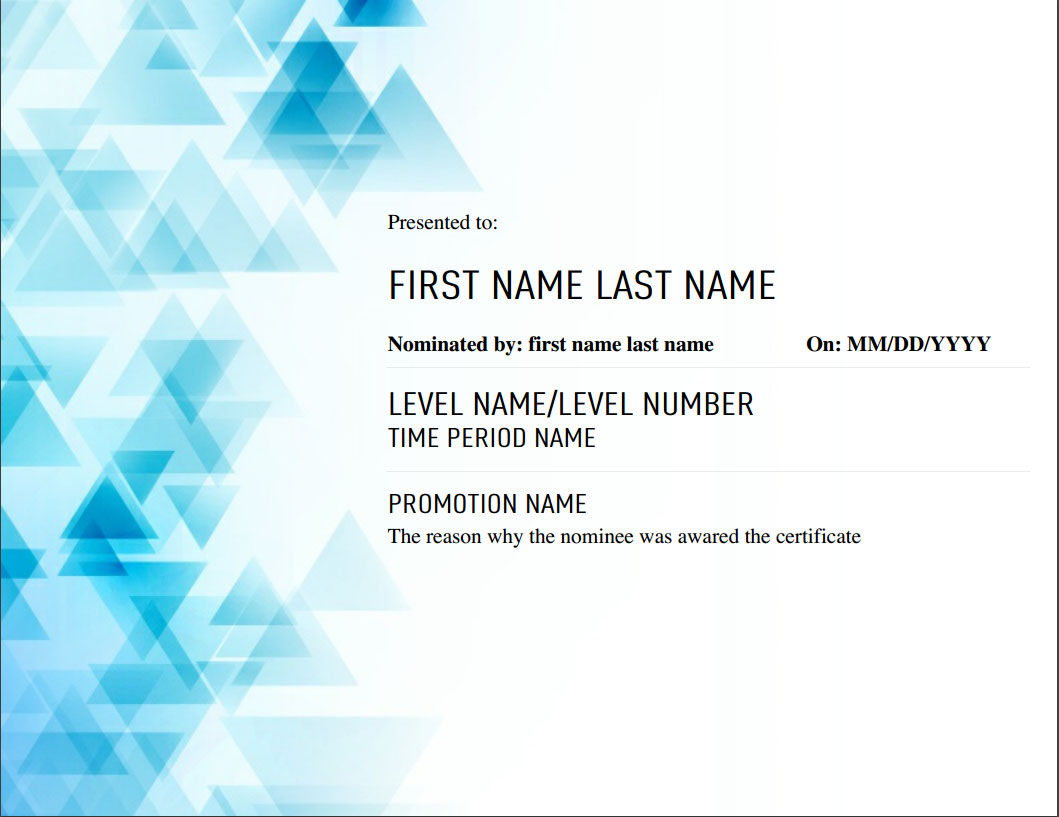 Presented to:
FIRST NAME LAST NAME
Nominated by: first name last name On: MM/DD/YYYY
LEVEL NAME/LEVEL NUMBER
TIME PERIOD NAME
PROMOTION NAME
The reason why the nominee was awared the certificate